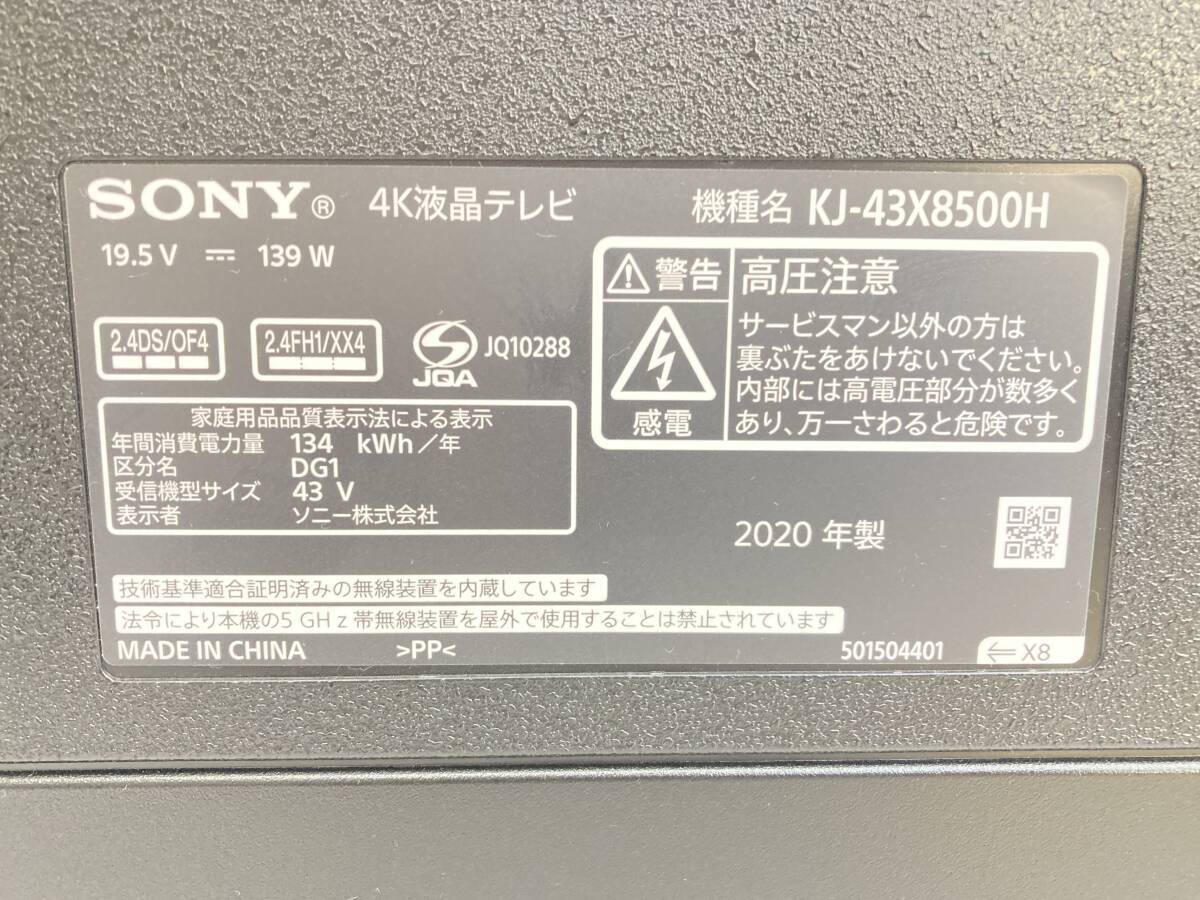 SONY® 4K液晶テレビ 機種名 KJ-43X8500H
19.5 V ⎓ 139 W
警告 高圧注意
サービスマン以外の方は
裏ぶたをあけないでください。
内部には高電圧部分が数多く
あり、万一さわると危険です。
感電
2.4DS/OF4 2.4FH1/XX4 JQA JQ10288
家庭用品品質表示法による表示
年間消費電力量 134 kWh/年
区分名 DG1
受信機型サイズ 43 V
表示者 ソニー株式会社
2020 年製
技術基準適合証明済みの無線装置を内蔵しています
法令により本機の5 GHz帯無線装置を屋外で使用することは禁止されています
MADE IN CHINA >PP< 501504401 ⇐ X8